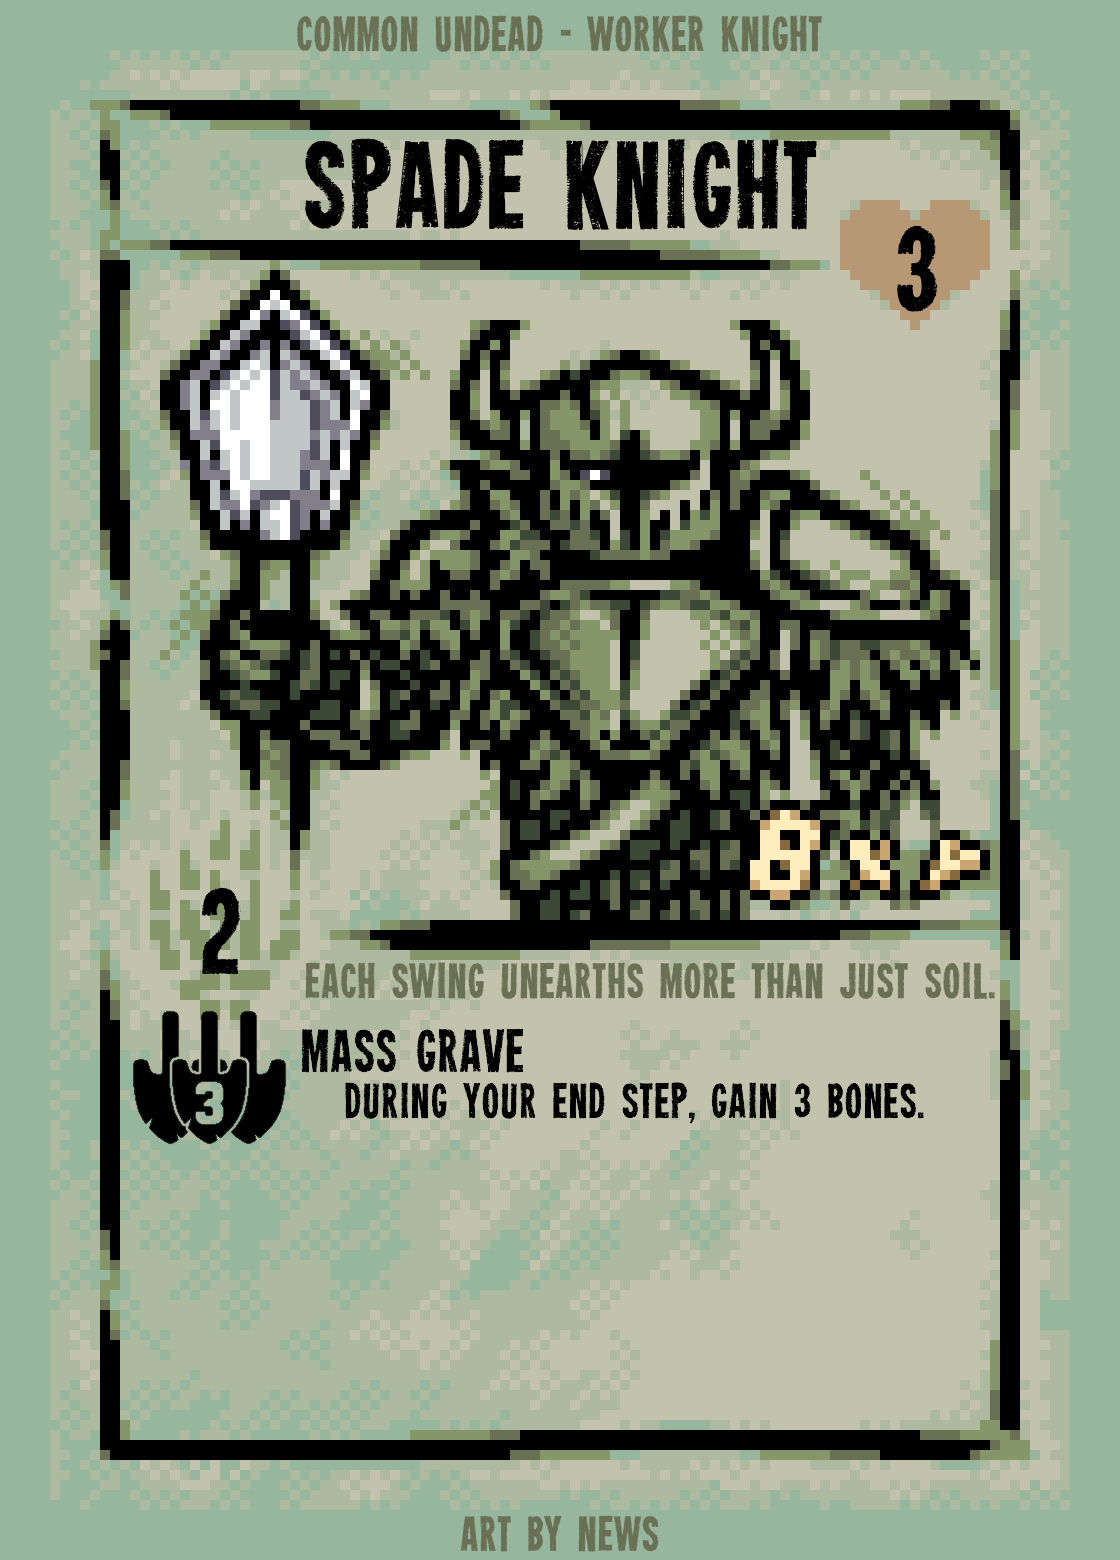 COMMON UNDEAD - WORKER KNIGHT
SPADE KNIGHT
3
8 x
2
EACH SWING UNEARTHS MORE THAN JUST SOIL.
3
MASS GRAVE
DURING YOUR END STEP, GAIN 3 BONES.
ART BY NEWS